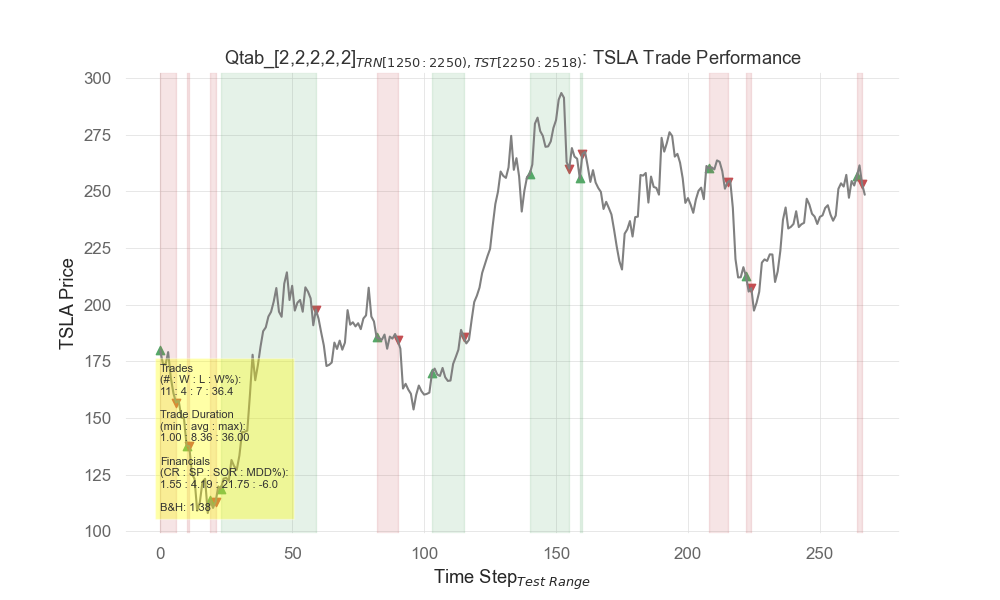 Qtab_[2,2,2,2,2]TRN[1250:2250),TST[2250:2518): TSLA Trade Performance
300
275
250
225
200
175
150
125
100
TSLA Price
Trades
(# : W : L : W%):
11 : 4 : 7 : 36.4
Trade Duration
(min : avg : max):
1.00 : 8.36 : 36.00
Financials
(CR : SP : SOR : MDD%):
1.55 : 4.19 : 21.75 : -6.0
B&H: 1.38
0 50 100 150 200 250
Time StepTest Range